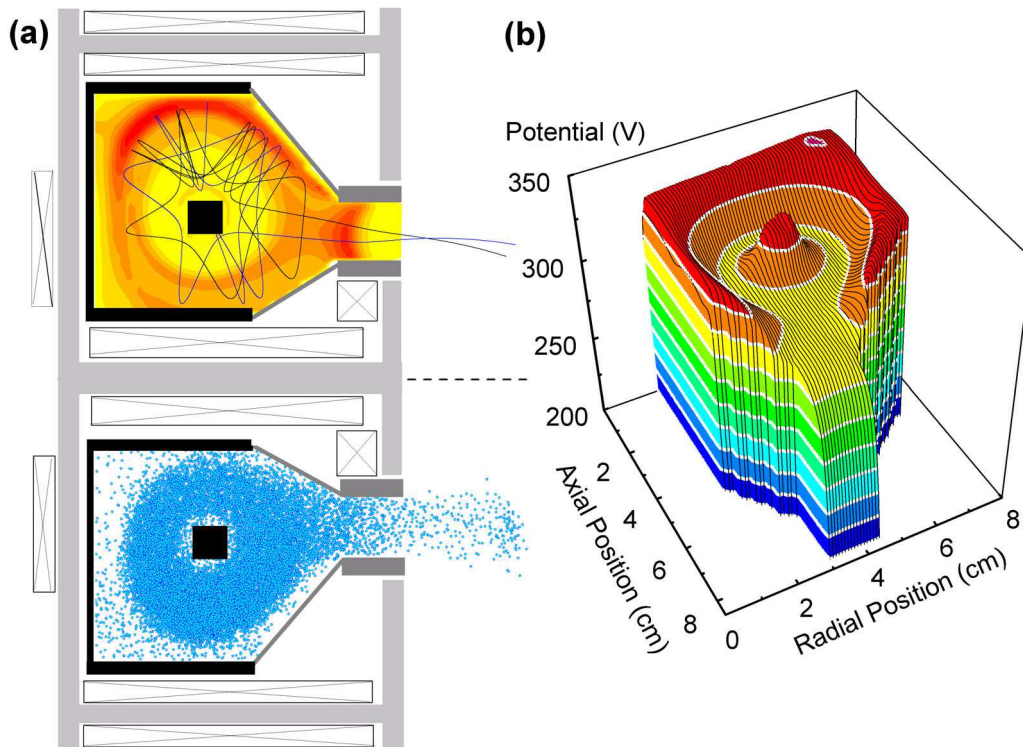 (a)
(b)
Potential (V)
350
300
250
200
2
4
6
8
Axial Position (cm)
0
2
4
6
8
Radial Position (cm)